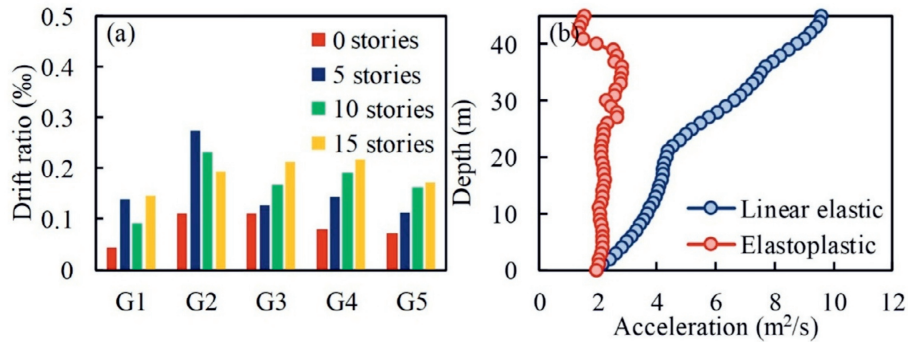 (a)
0.5
0.4
0.3
0.2
0.1
0
Drift ratio (‰)
0 stories
5 stories
10 stories
15 stories
G1 G2 G3 G4 G5
(b)
40
30
20
10
0
Depth (m)
Linear elastic
Elastoplastic
0 2 4 6 8 10 12
Acceleration (m²/s)